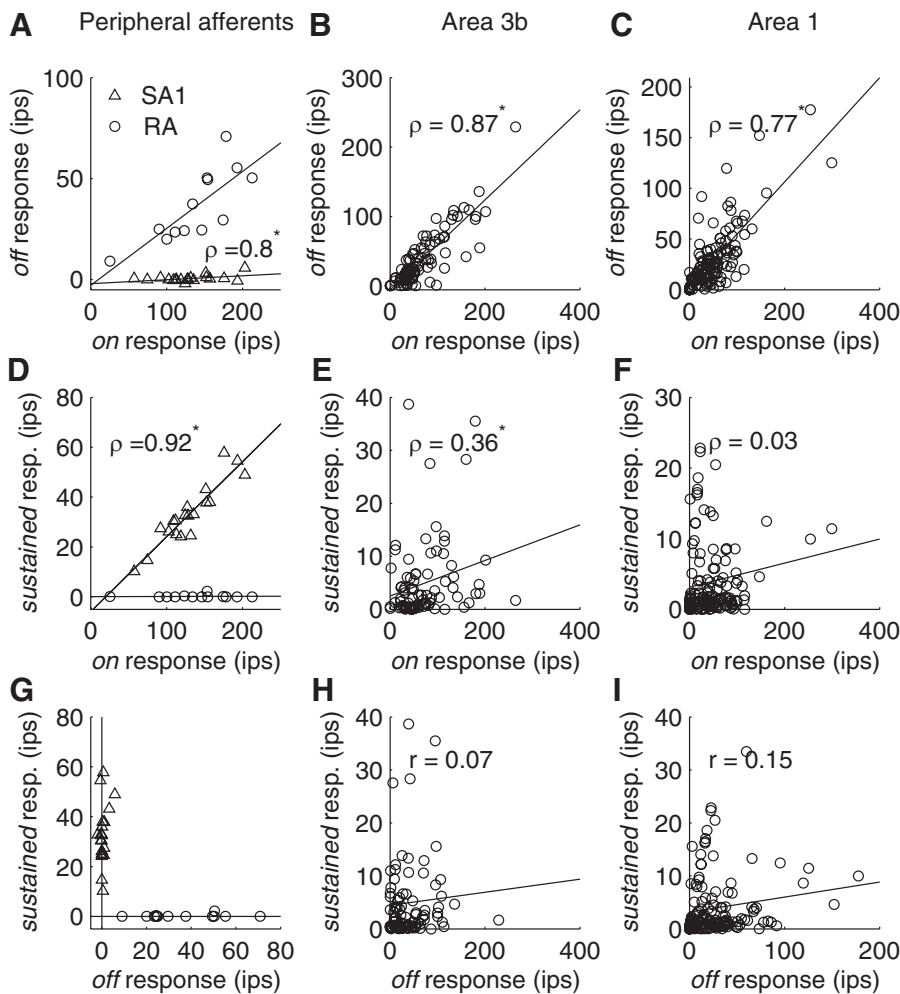 A Peripheral afferents B Area 3b C Area 1
100
50
0
off response (ips)
SA1
RA
ρ =0.8*
0 100 200
on response (ips)
300
200
100
0
off response (ips)
ρ = 0.87*
0 200 400
on response (ips)
200
150
100
50
0
off response (ips)
ρ = 0.77*
0 200 400
on response (ips)
D
80
60
40
20
0
sustained resp. (ips)
ρ =0.92*
0 100 200
on response (ips)
E
40
30
20
10
0
sustained resp. (ips)
ρ =0.36*
0 200 400
on response (ips)
F
30
20
10
0
sustained resp. (ips)
ρ = 0.03
0 200 400
on response (ips)
G
80
60
40
20
0
sustained resp. (ips)
0 20 40 60 80
off response (ips)
H
40
30
20
10
0
sustained resp. (ips)
r = 0.07
0 200 400
off response (ips)
I
40
30
20
10
0
sustained resp. (ips)
r = 0.15
0 100 200
off response (ips)